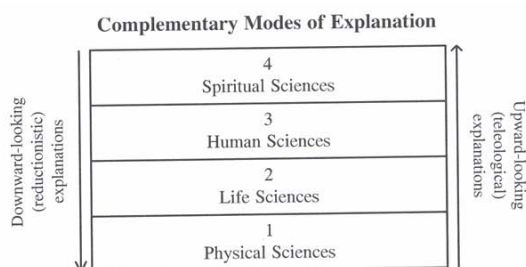 Complementary Modes of Explanation
Downward-looking
(reductionistic)
explanations
4
Spiritual Sciences
3
Human Sciences
2
Life Sciences
1
Physical Sciences
Upward-looking
(teleological)
explanations